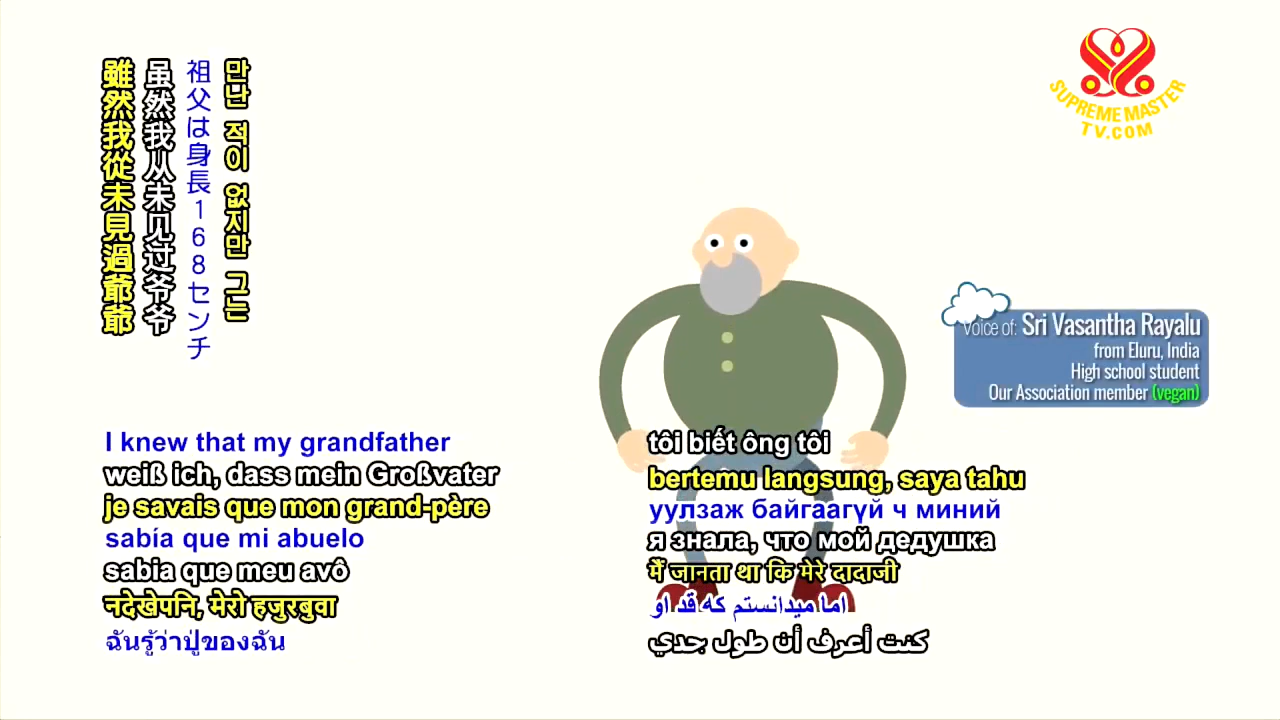 雖然我從未見過爺爺
虽然我从未见过爷爷
祖父は身長168センチ
만난 적이 없지만 그는
SUPREME MASTER
TV.COM
Voice of: Sri Vasantha Rayalu
from Eluru, India
High school student
Our Association member (vegan)
I knew that my grandfather
weiß ich, dass mein Großvater
je savais que mon grand-père
sabía que mi abuelo
sabia que meu avô
नदेखेपनि, मेरो हजुरबुवा
ฉันรู้ว่าปู่ของฉัน
tôi biết ông tôi
bertemu langsung, saya tahu
уулзаж байгаагүй ч миний
я знала, что мой дедушка
मैं जानता था कि मेरे दादाजी
اما میدانستم که قد او
كنت أعرف أن طول جدي